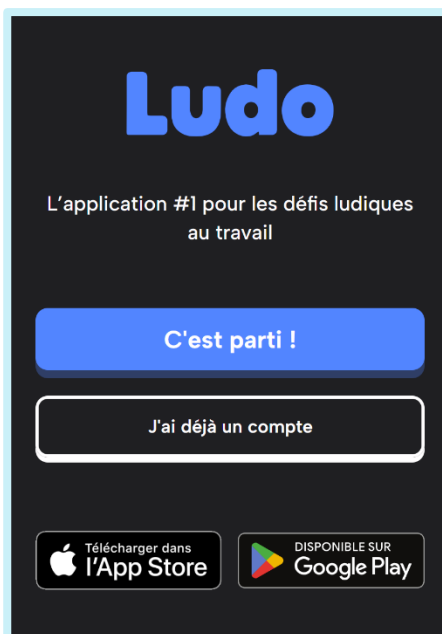 Ludo
L’application #1 pour les défis ludiques
au travail
C'est parti !
J'ai déjà un compte
Télécharger dans
l'App Store
DISPONIBLE SUR
Google Play